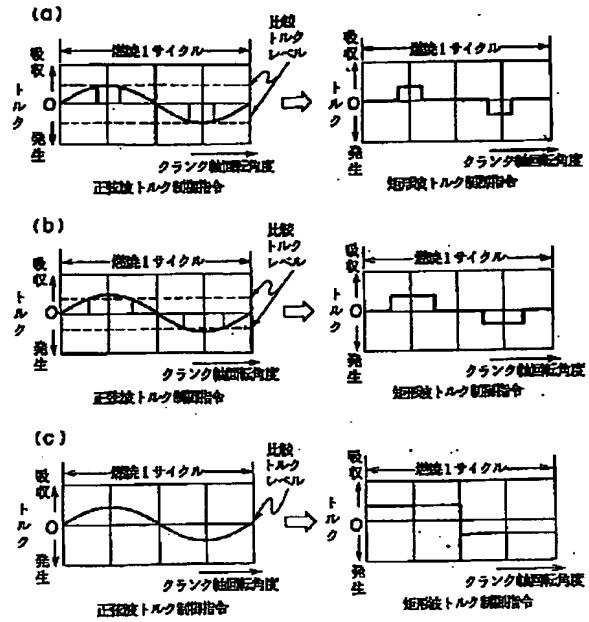 (a)
比較
トルク
レベル
燃焼1サイクル
吸収
トルク
0
発生
クランク軸回転角度
正弦波トルク制御指令
燃焼1サイクル
吸収
トルク
0
発生
クランク軸回転角度
矩形波トルク制御指令
(b)
比較
トルク
レベル
燃焼1サイクル
吸収
トルク
0
発生
クランク軸回転角度
正弦波トルク制御指令
燃焼1サイクル
吸収
トルク
0
発生
クランク軸回転角度
矩形波トルク制御指令
(c)
比較
トルク
レベル
燃焼1サイクル
吸収
トルク
0
発生
クランク軸回転角度
正弦波トルク制御指令
燃焼1サイクル
吸収
トルク
0
発生
クランク軸回転角度
矩形波トルク制御指令